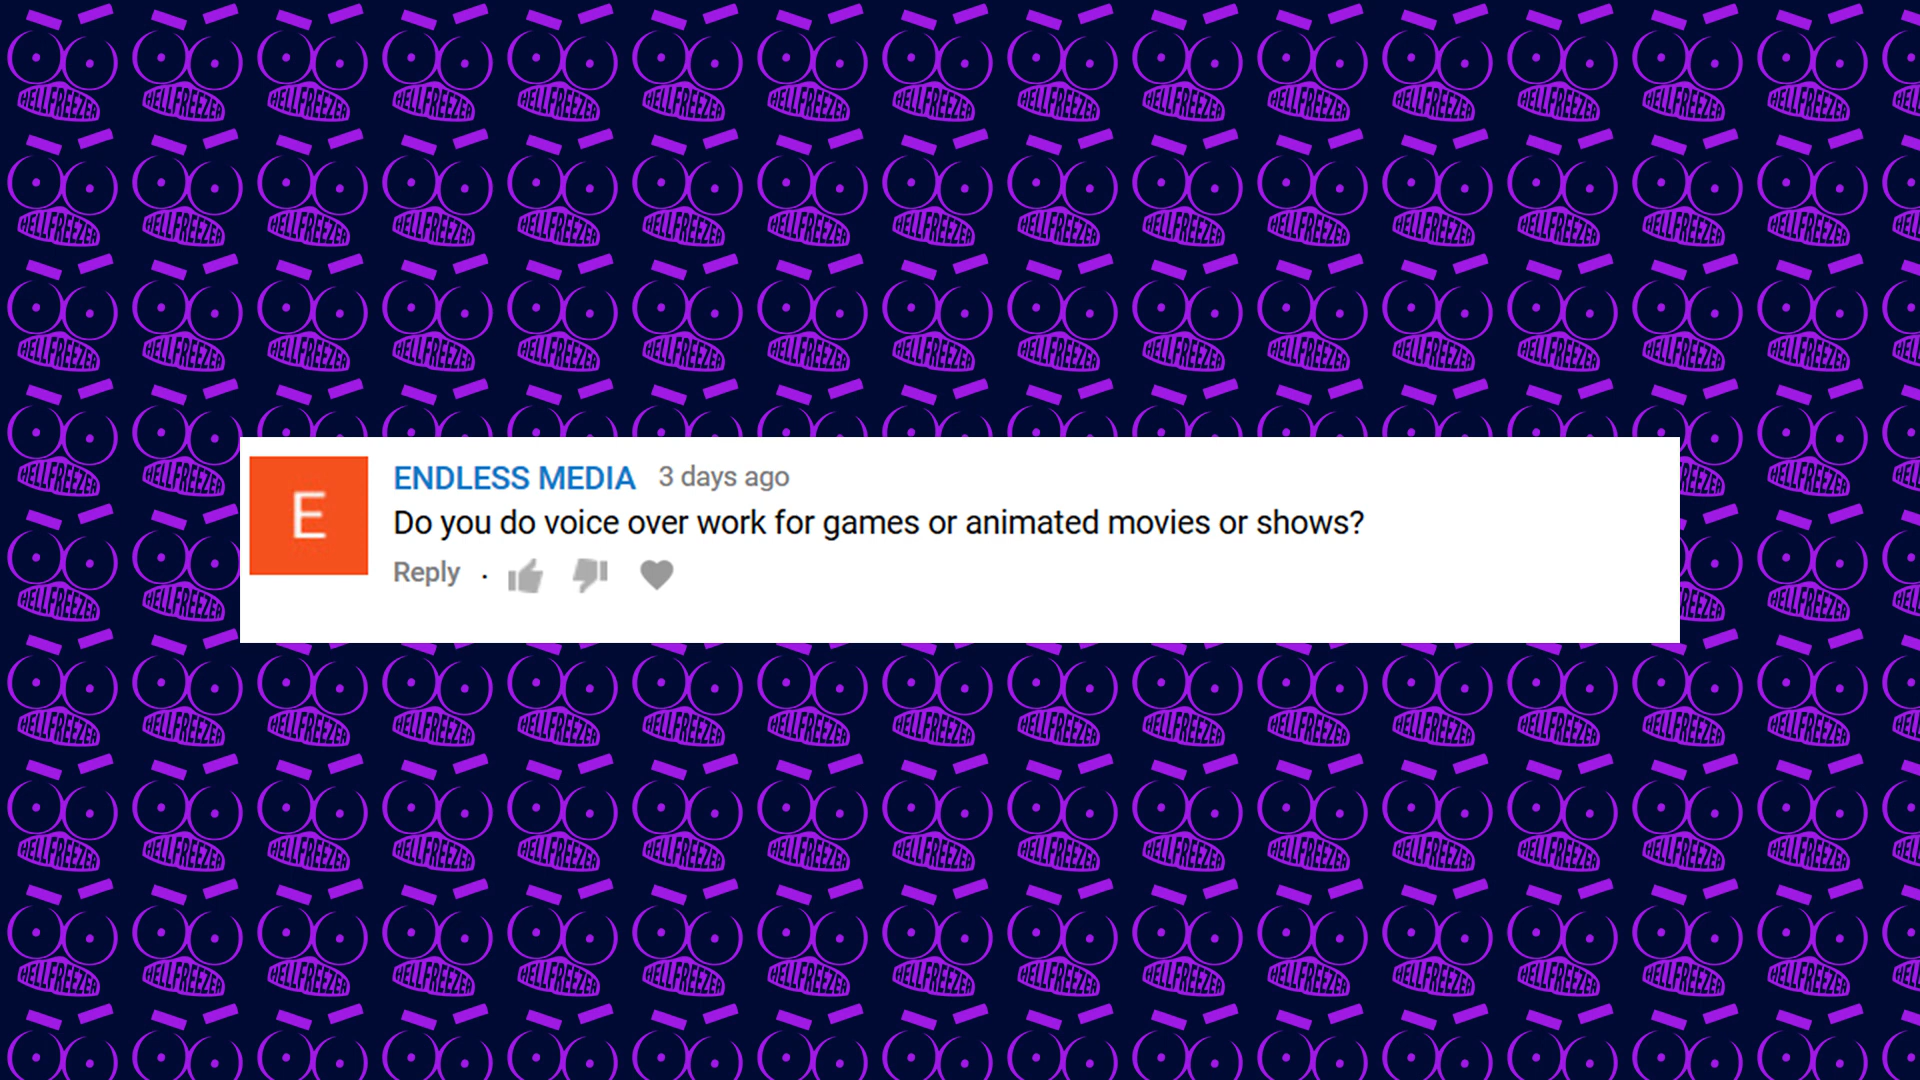 ENDLESS MEDIA 3 days ago
Do you do voice over work for games or animated movies or shows?
Reply ·
E
HELLFREEZER